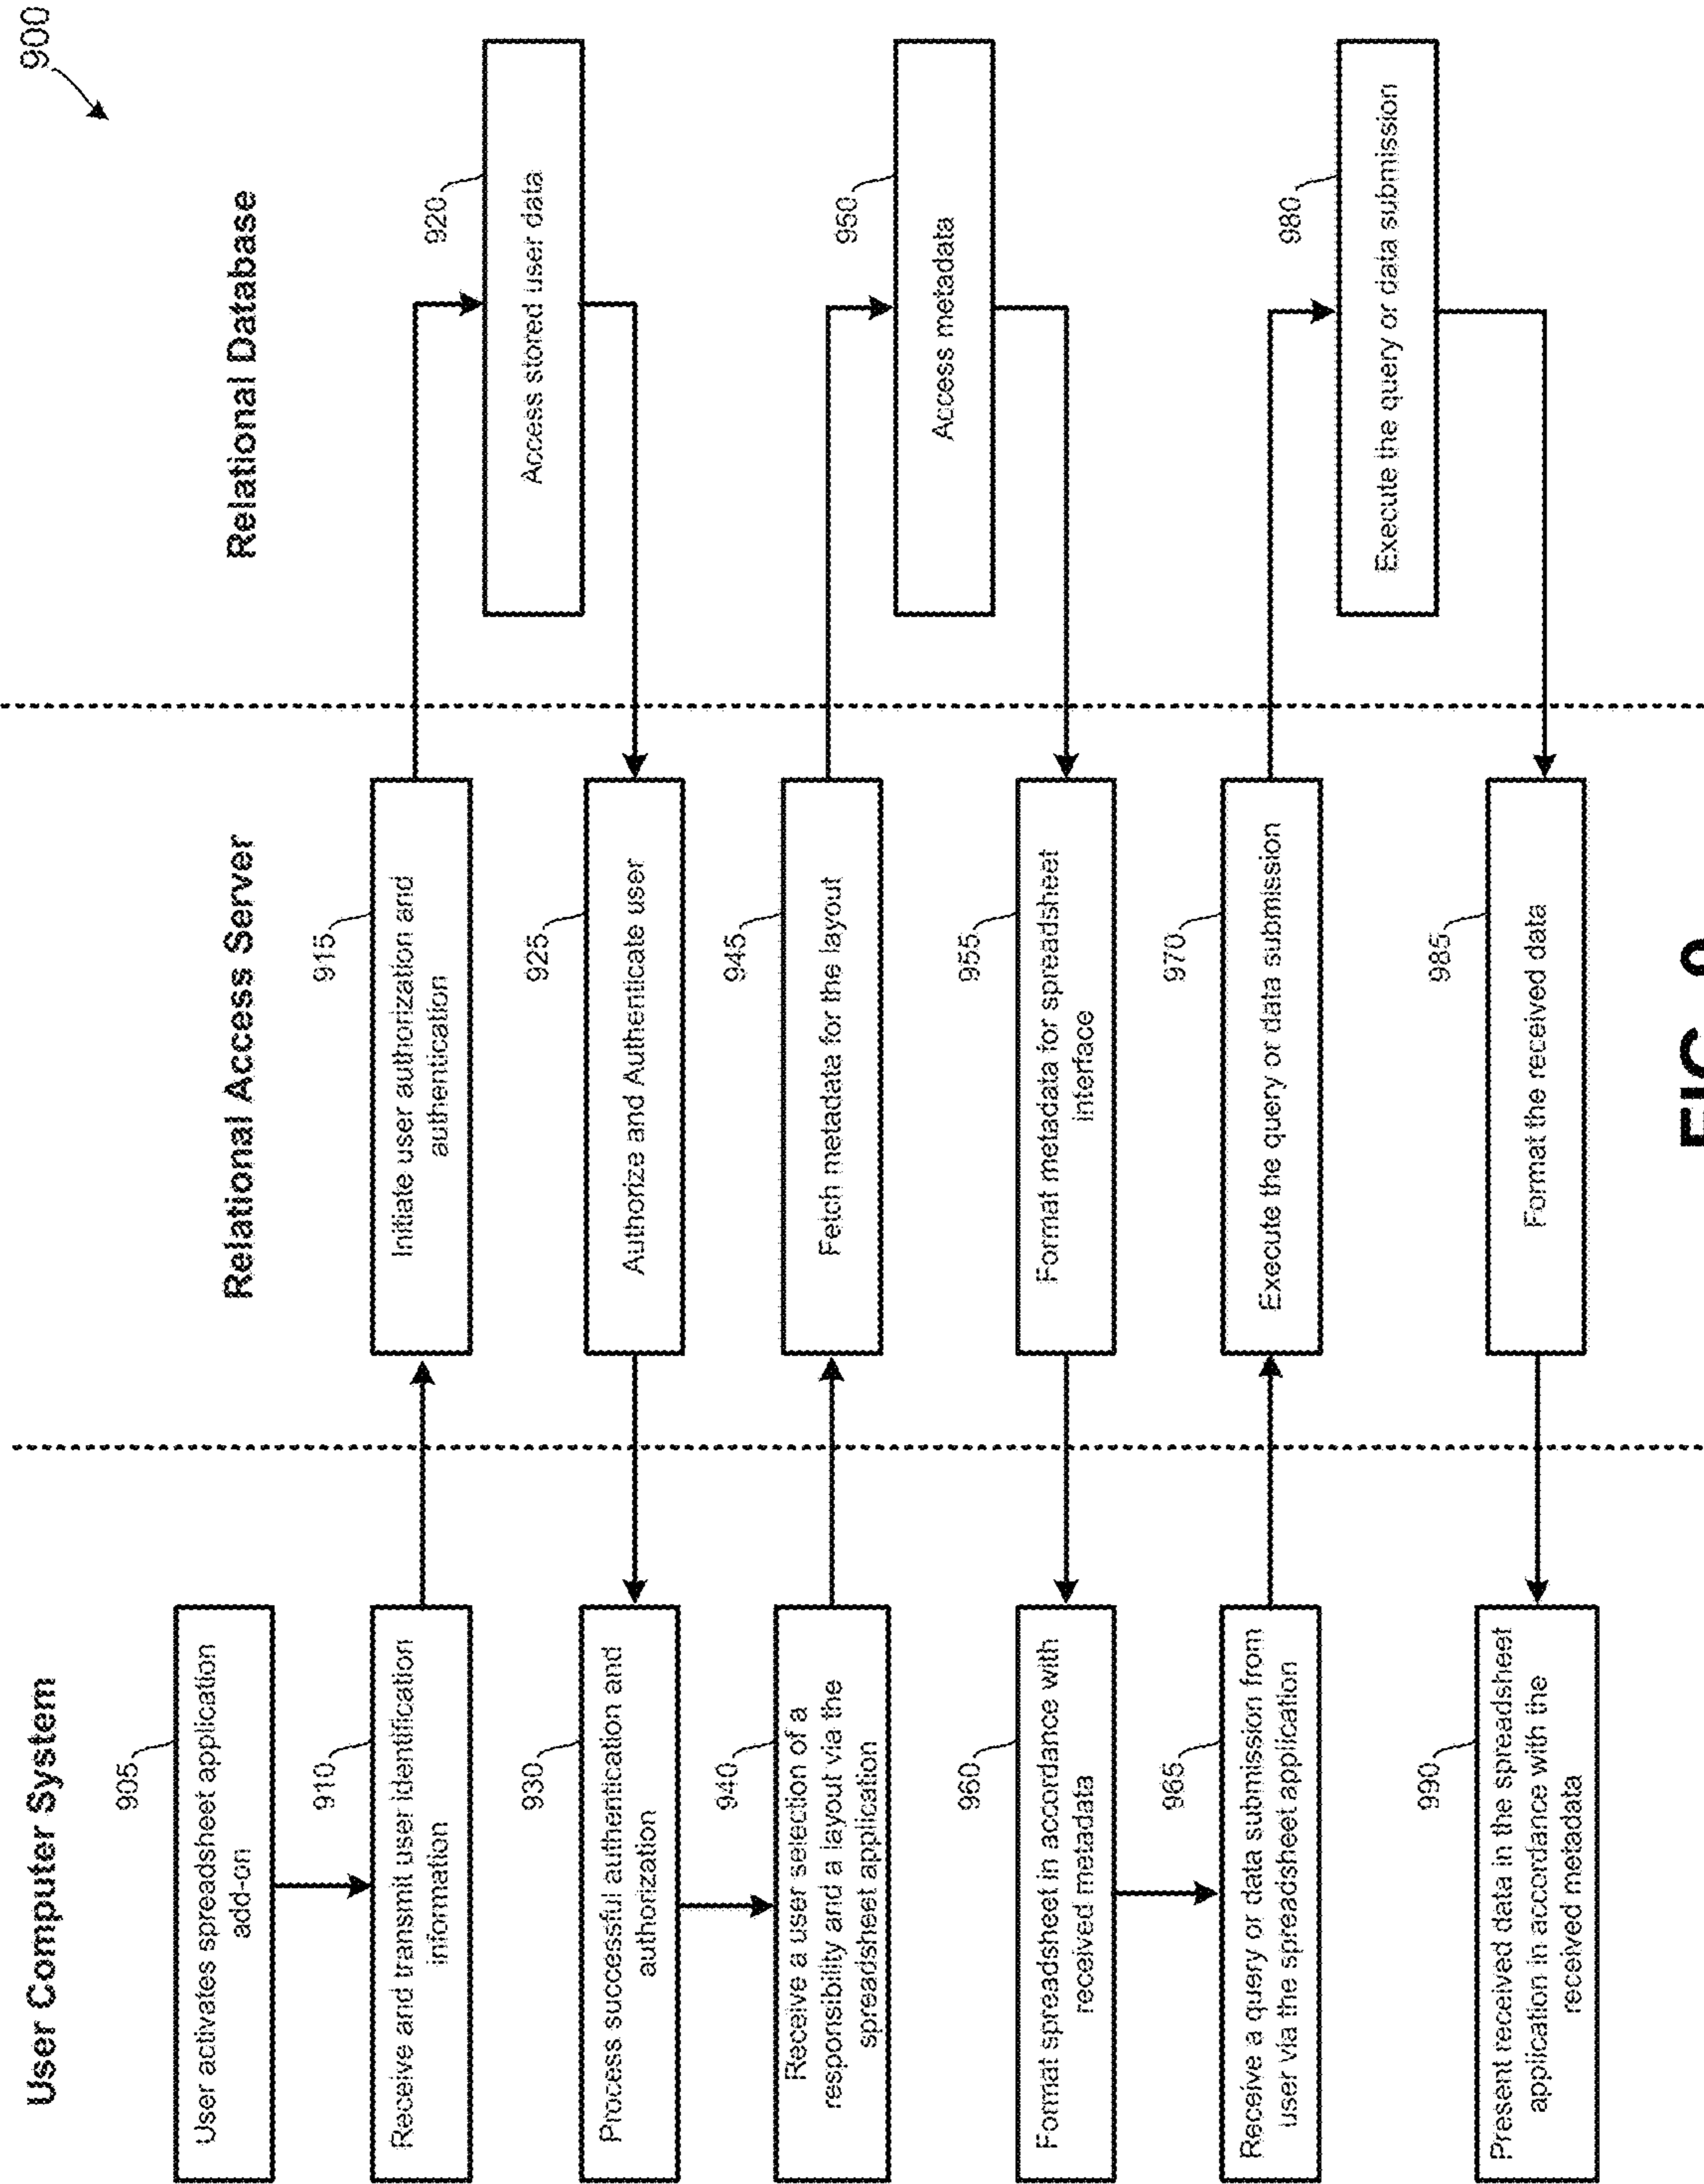 900
User Computer System
905
User activates spreadsheet application
add-on
910
Receive and transmit user identification
information
930
Process successful authentication and
authorization
940
Receive a user selection of a
responsibility and a layout via the
spreadsheet application
960
Format spreadsheet in accordance with
received metadata
965
Receive a query or data submission from
user via the spreadsheet application
990
Present received data in the spreadsheet
application in accordance with the
received metadata
Relational Access Server
915
Initiate user authorization and
authentication
925
Authorize and Authenticate user
945
Fetch metadata for the layout
955
Format metadata for spreadsheet
interface
970
Execute the query or data submission
985
Format the received data
Relational Database
920
Access stored user data
950
Access metadata
980
Execute the query or data submission
FIG